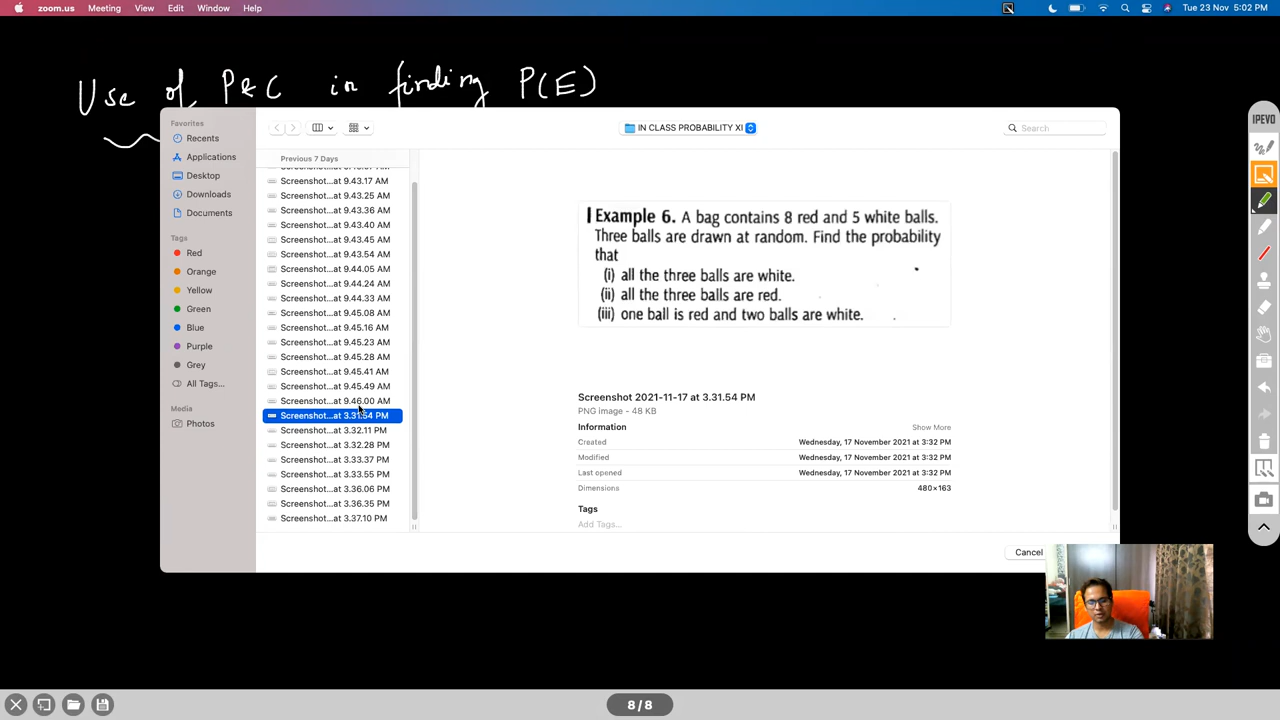 zoom.us Meeting View Edit Window Help
Tue 23 Nov 5:02 PM
Use of P&C in finding P(E)
IPEVO
Favorites
Recents
Applications
Desktop
Downloads
Documents
Tags
Red
Orange
Yellow
Green
Blue
Purple
Grey
All Tags...
Media
Photos
IN CLASS PROBABILITY XI
Search
Previous 7 Days
Screenshot...at 9.43.17 AM
Screenshot...at 9.43.25 AM
Screenshot...at 9.43.36 AM
Screenshot...at 9.43.40 AM
Screenshot...at 9.43.45 AM
Screenshot...at 9.43.54 AM
Screenshot...at 9.44.05 AM
Screenshot...at 9.44.24 AM
Screenshot...at 9.44.33 AM
Screenshot...at 9.45.08 AM
Screenshot...at 9.45.16 AM
Screenshot...at 9.45.23 AM
Screenshot...at 9.45.28 AM
Screenshot...at 9.45.41 AM
Screenshot...at 9.45.49 AM
Screenshot...at 9.46.00 AM
Screenshot...at 3.31.54 PM
Screenshot...at 3.32.11 PM
Screenshot...at 3.32.28 PM
Screenshot...at 3.33.37 PM
Screenshot...at 3.33.55 PM
Screenshot...at 3.36.06 PM
Screenshot...at 3.36.35 PM
Screenshot...at 3.37.10 PM
Example 6. A bag contains 8 red and 5 white balls.
Three balls are drawn at random. Find the probability
that
(i) all the three balls are white.
(ii) all the three balls are red.
(iii) one ball is red and two balls are white.
Screenshot 2021-11-17 at 3.31.54 PM
PNG image - 48 KB
Information Show More
Created Wednesday, 17 November 2021 at 3:32 PM
Modified Wednesday, 17 November 2021 at 3:32 PM
Last opened Wednesday, 17 November 2021 at 3:32 PM
Dimensions 480×163
Tags
Add Tags...
Cancel
8/8